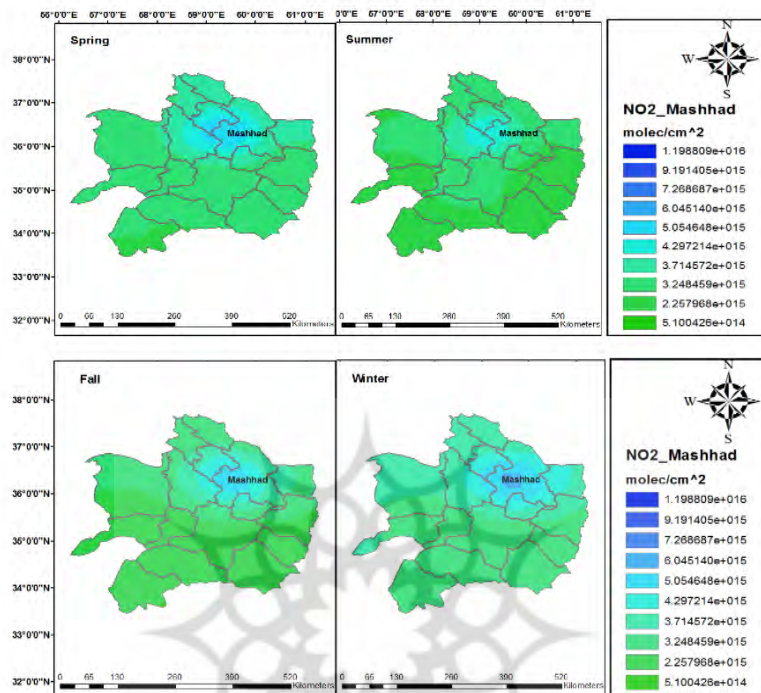 66°0'0"E 67°0'0"E 68°0'0"E 69°0'0"E 60°0'0"E 61°0'0"E 67°0'0"E 68°0'0"E 69°0'0"E 60°0'0"E 61°0'0"E
Spring
Summer
38°0'0"N
37°0'0"N
36°0'0"N
35°0'0"N
34°0'0"N
33°0'0"N
32°0'0"N
Mashhad
Mashhad
0 65 130 260 390 520
Kilometers
0 65 130 260 390 520
Kilometers
N
W E
S
NO2_Mashhad
molec/cm^2
1.198809e+016
9.191405e+015
7.268687e+015
6.045140e+015
5.054648e+015
4.297214e+015
3.714572e+015
3.248459e+015
2.257968e+015
5.100426e+014
Fall
Winter
38°0'0"N
37°0'0"N
36°0'0"N
35°0'0"N
34°0'0"N
33°0'0"N
32°0'0"N
Mashhad
Mashhad
0 65 130 260 390 520
Kilometers
0 65 130 260 390 520
Kilometers
N
W E
S
NO2_Mashhad
molec/cm^2
1.198809e+016
9.191405e+015
7.268687e+015
6.045140e+015
5.054648e+015
4.297214e+015
3.714572e+015
3.248459e+015
2.257968e+015
5.100426e+014